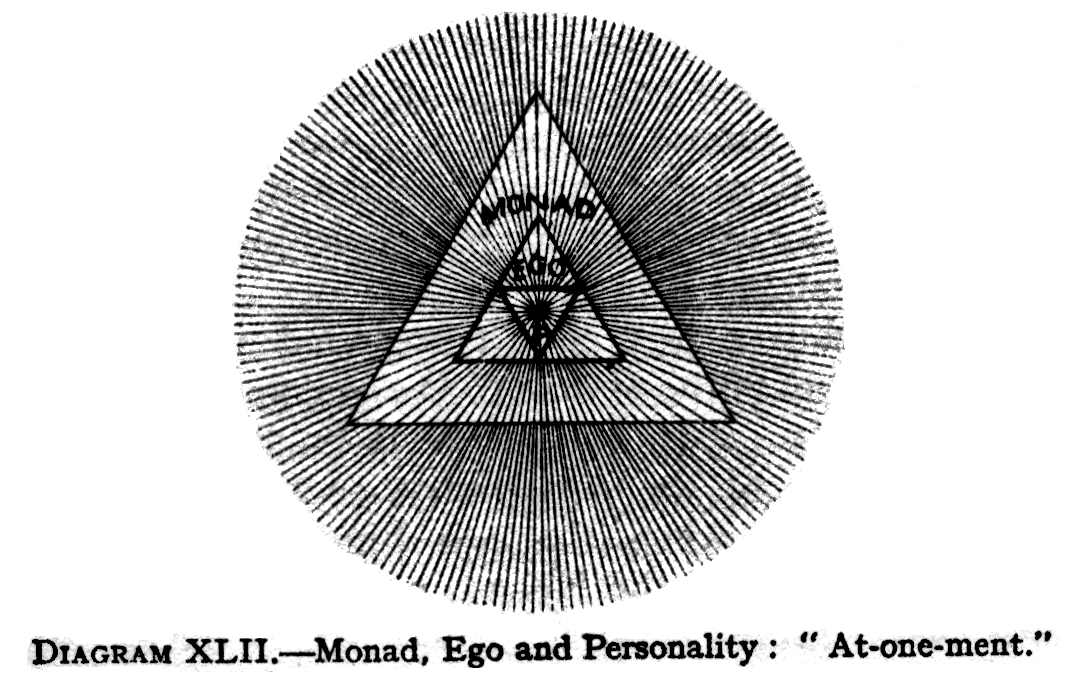 MONAD
EGO
P
DIAGRAM XLII.—Monad, Ego and Personality : “ At-one-ment.”